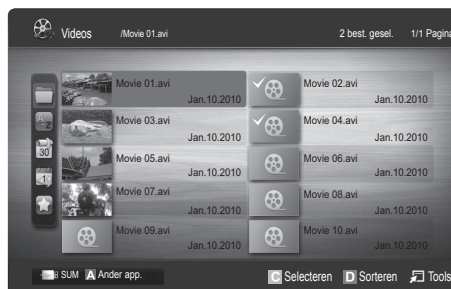 Videos /Movie 01.avi 2 best. gesel. 1/1 Pagina
Movie 01.avi Movie 02.avi
Jan.10.2010 Jan.10.2010
Movie 03.avi Movie 04.avi
Jan.10.2010 Jan.10.2010
Movie 05.avi Movie 06.avi
Jan.10.2010 Jan.10.2010
Movie 07.avi Movie 08.avi
Jan.10.2010 Jan.10.2010
Movie 09.avi Movie 10.avi
Jan.10.2010 Jan.10.2010
SUM A Ander app. C Selecteren D Sorteren Tools